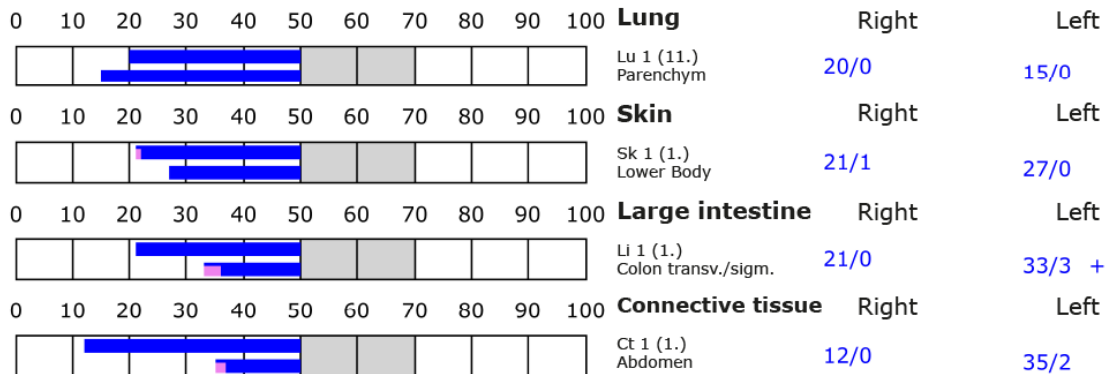 0 10 20 30 40 50 60 70 80 90 100 Lung Right Left
Lu 1 (11.)
Parenchym
20/0 15/0
0 10 20 30 40 50 60 70 80 90 100 Skin Right Left
Sk 1 (1.)
Lower Body
21/1 27/0
0 10 20 30 40 50 60 70 80 90 100 Large intestine Right Left
Li 1 (1.)
Colon transv./sigm.
21/0 33/3 +
0 10 20 30 40 50 60 70 80 90 100 Connective tissue Right Left
Ct 1 (1.)
Abdomen
12/0 35/2